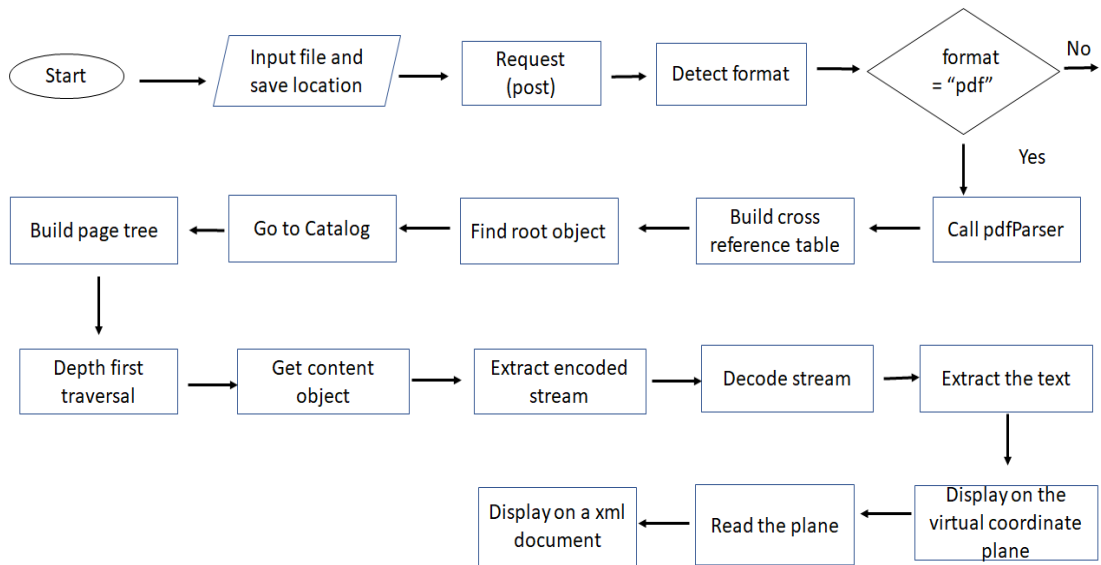 Start
Input file and
save location
Request
(post)
Detect format
format
= “pdf”
No
Yes
Call pdfParser
Build cross
reference table
Find root object
Go to Catalog
Build page tree
Depth first
traversal
Get content
object
Extract encoded
stream
Decode stream
Extract the text
Display on the
virtual coordinate
plane
Read the plane
Display on a xml
document